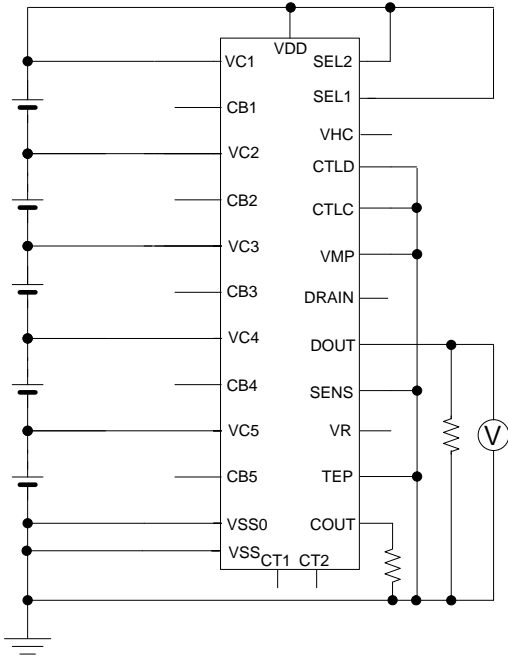 VDD
VC1
SEL2
SEL1
CB1
VHC
VC2
CTLD
CB2
CTLC
VC3
VMP
CB3
DRAIN
VC4
DOUT
CB4
SENS
VC5
VR
V
CB5
TEP
VSS0
COUT
VSS
CT1 CT2